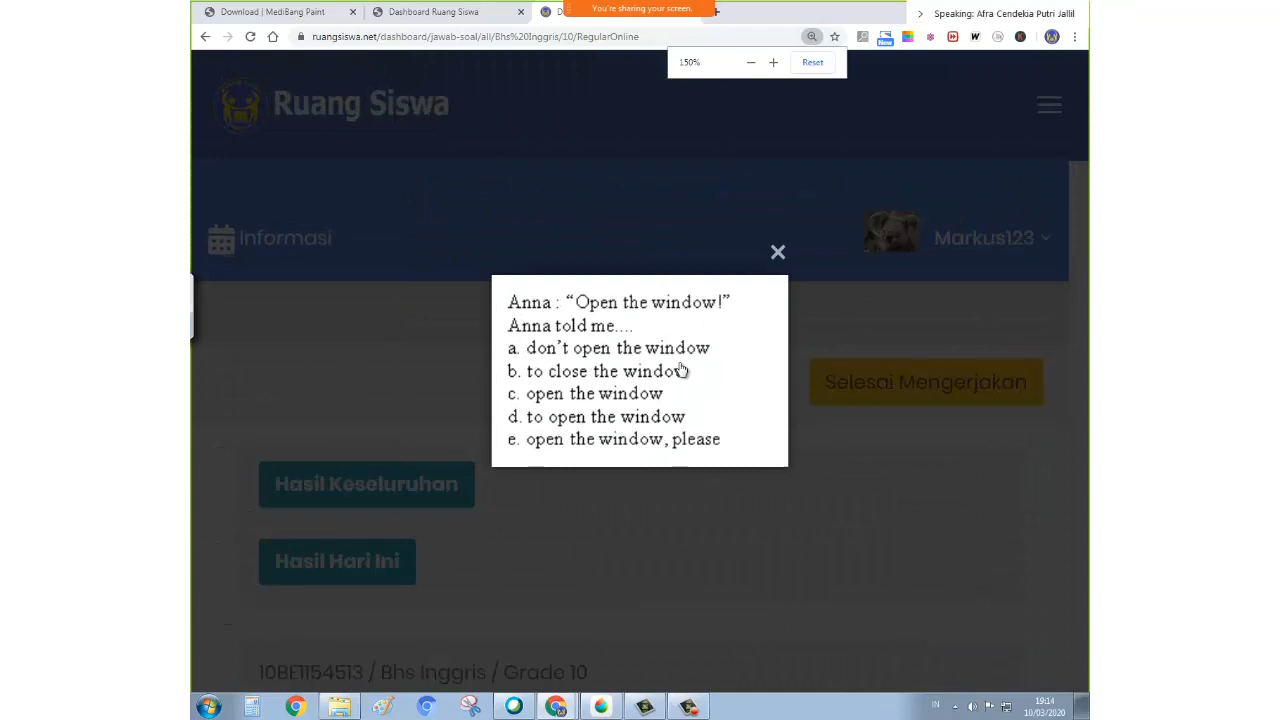 Download | MediBang Paint
Dashboard Ruang Siswa
You're sharing your screen.
Speaking: Afra Cendekia Putri Jallil
ruangsiswa.net/dashboard/jawab-soal/all/Bhs%20Inggris/10/RegularOnline
New
150%
Reset
Ruang Siswa
Informasi
Markus123
Anna : “Open the window!”
Anna told me....
a. don’t open the window
b. to close the window
c. open the window
d. to open the window
e. open the window, please
Selesai Mengerjakan
Hasil Keseluruhan
Hasil Hari Ini
10BE1154513 / Bhs Inggris / Grade 10
IN
19:14
10/03/2020